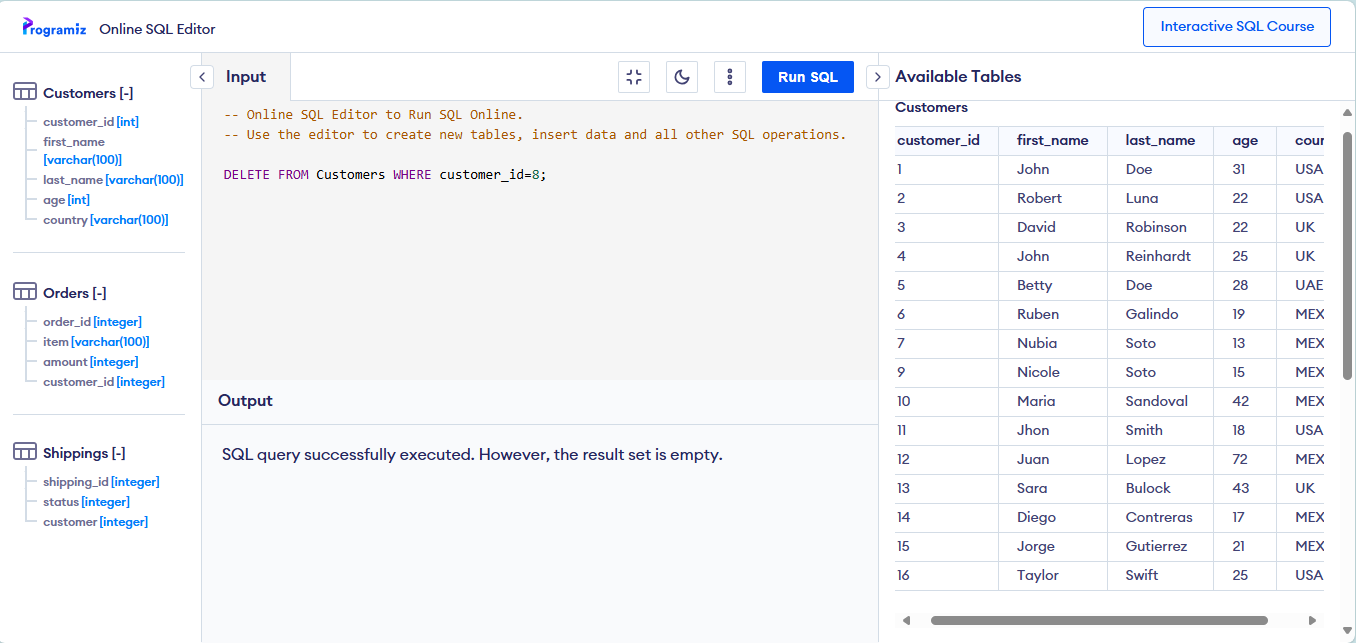 Programiz Online SQL Editor
Interactive SQL Course
Customers [-]
customer_id [int]
first_name
[varchar(100)]
last_name [varchar(100)]
age [int]
country [varchar(100)]
Orders [-]
order_id [integer]
item [varchar(100)]
amount [integer]
customer_id [integer]
Shippings [-]
shipping_id [integer]
status [integer]
customer [integer]
Input
Run SQL
-- Online SQL Editor to Run SQL Online.
-- Use the editor to create new tables, insert data and all other SQL operations.
DELETE FROM Customers WHERE customer_id=8;
Output
SQL query successfully executed. However, the result set is empty.
Available Tables
Customers
customer_id first_name last_name age cour
1 John Doe 31 USA
2 Robert Luna 22 USA
3 David Robinson 22 UK
4 John Reinhardt 25 UK
5 Betty Doe 28 UAE
6 Ruben Galindo 19 MEX
7 Nubia Soto 13 MEX
9 Nicole Soto 15 MEX
10 Maria Sandoval 42 MEX
11 Jhon Smith 18 USA
12 Juan Lopez 72 MEX
13 Sara Bulock 43 UK
14 Diego Contreras 17 MEX
15 Jorge Gutierrez 21 MEX
16 Taylor Swift 25 USA